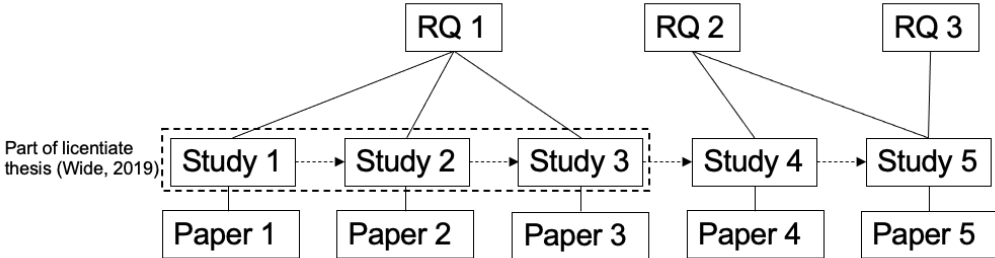 RQ 1
RQ 2
RQ 3
Part of licentiate
thesis (Wide, 2019)
Study 1
Study 2
Study 3
Study 4
Study 5
Paper 1
Paper 2
Paper 3
Paper 4
Paper 5